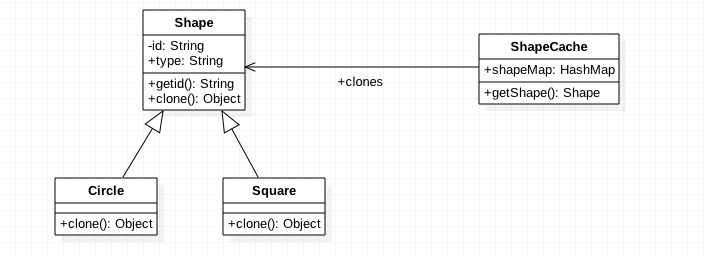 Shape
-id: String
+type: String
+getid(): String
+clone(): Object
ShapeCache
+shapeMap: HashMap
+getShape(): Shape
+clones
Circle
+clone(): Object
Square
+clone(): Object